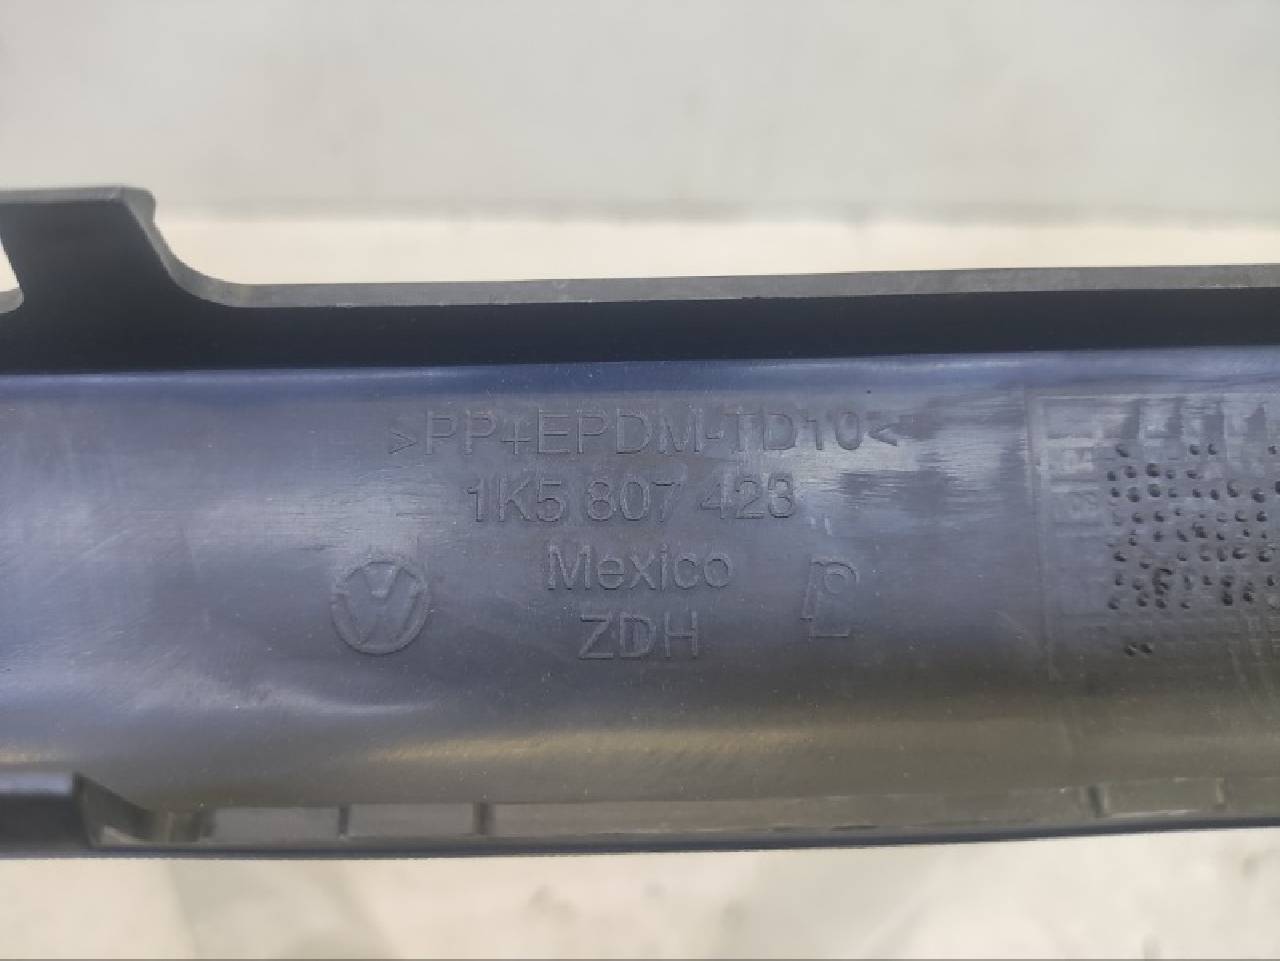 >PP+EPDM-TD10<
1K5 807 423
Mexico
ZDH